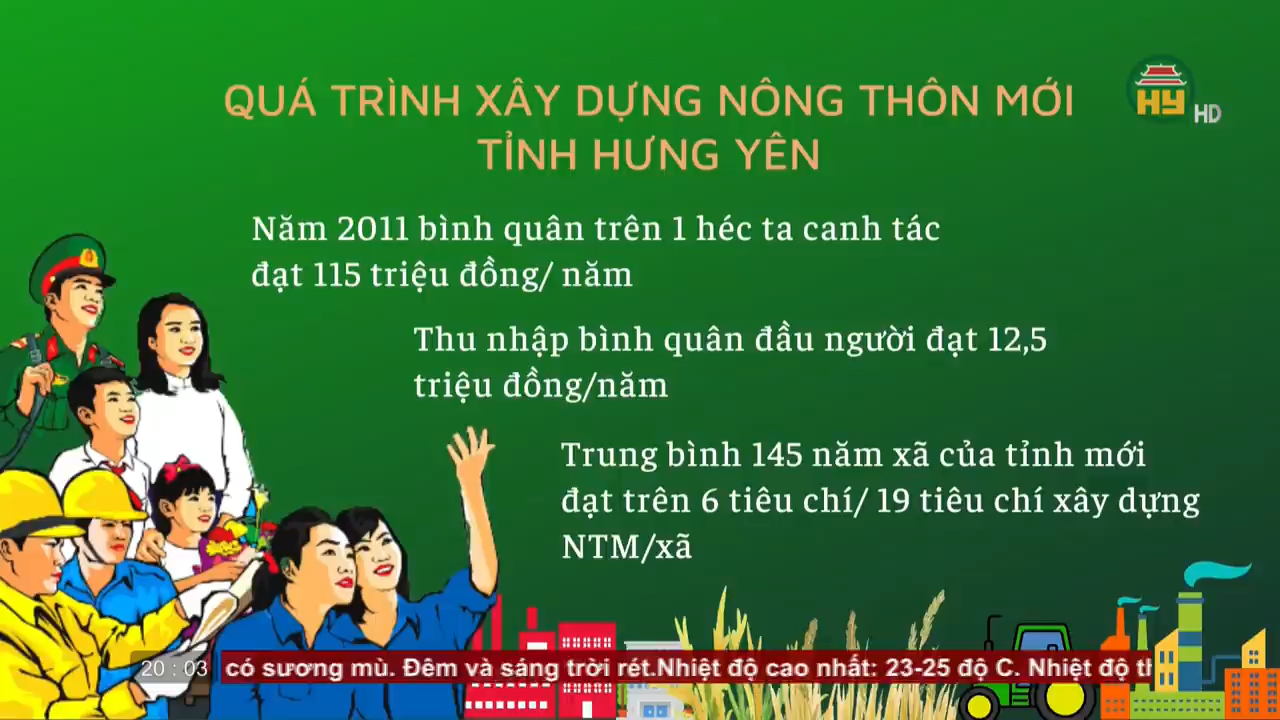 QUÁ TRÌNH XÂY DỰNG NÔNG THÔN MỚI
TỈNH HƯNG YÊN
HY HD
Năm 2011 bình quân trên 1 héc ta canh tác
đạt 115 triệu đồng/ năm
Thu nhập bình quân đầu người đạt 12,5
triệu đồng/năm
Trung bình 145 năm xã của tỉnh mới
đạt trên 6 tiêu chí/ 19 tiêu chí xây dựng
NTM/xã
20 : 03 có sương mù. Đêm và sáng trời rét.Nhiệt độ cao nhất: 23-25 độ C. Nhiệt độ th